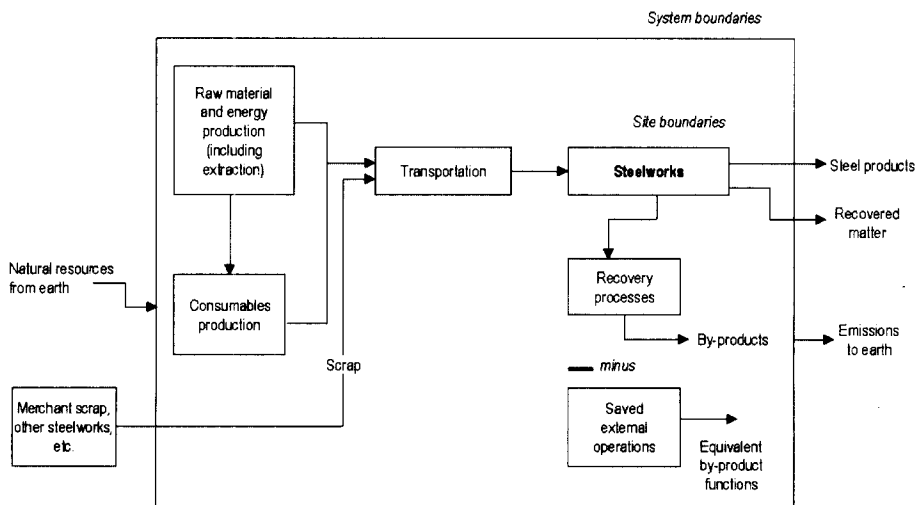 System boundaries
Raw material
and energy
production
(including
extraction)
Site boundaries
Transportation
Steelworks
Steel products
Recovered
matter
Natural resources
from earth
Consumables
production
Recovery
processes
By-products
Emissions
to earth
Scrap
minus
Merchant scrap,
other steelworks,
etc.
Saved
external
operations
Equivalent
by-product
functions